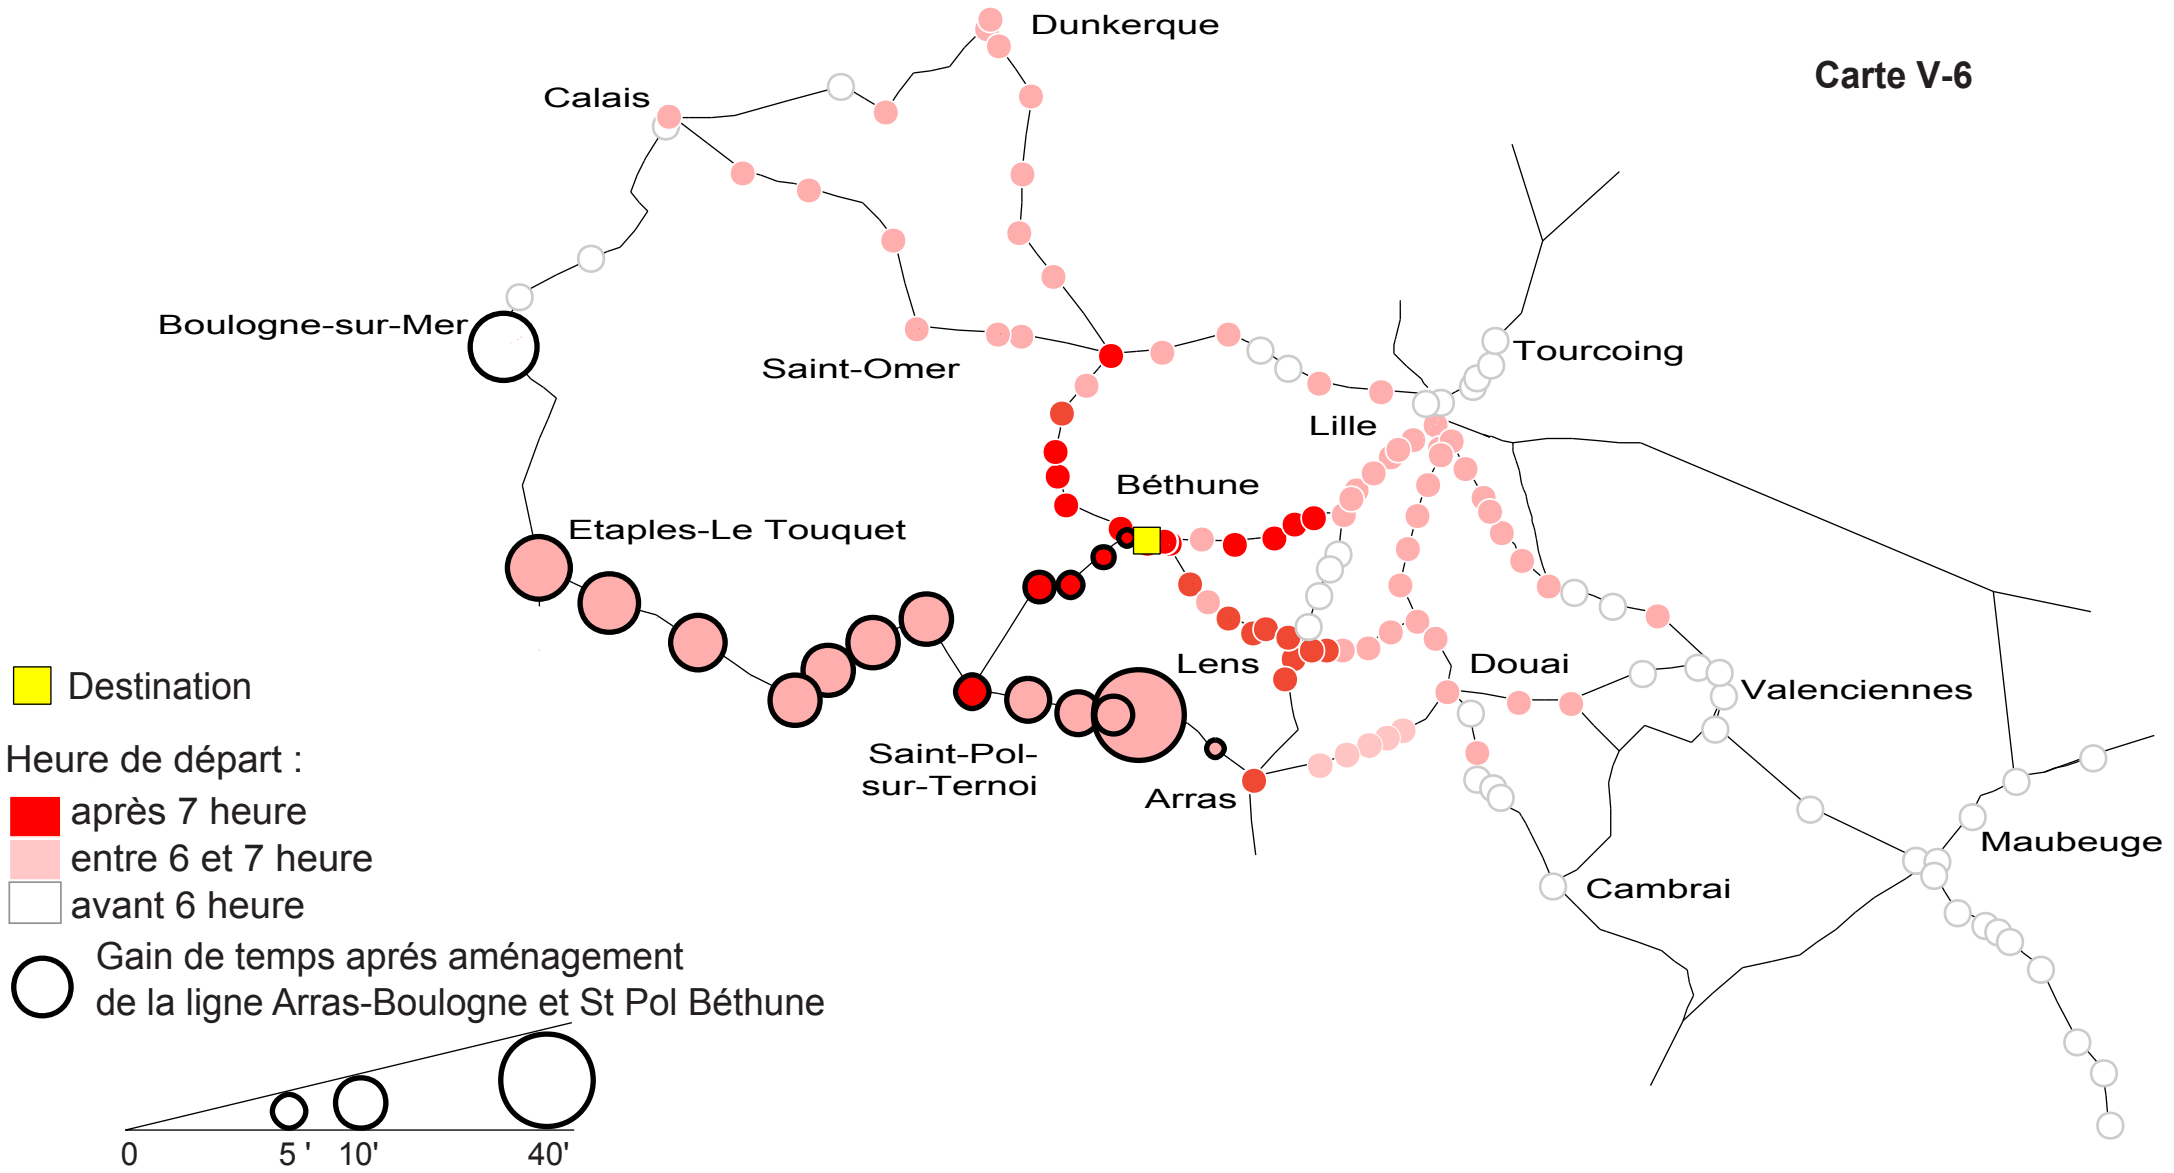 Dunkerque
Carte V-6
Calais
Boulogne-sur-Mer
Tourcoing
Saint-Omer
Lille
Béthune
Etaples-Le Touquet
Lens
Douai
Destination
Valenciennes
Heure de départ :
Saint-Pol-
sur-Ternoi
Arras
après 7 heure
Maubeuge
entre 6 et 7 heure
Cambrai
avant 6 heure
Gain de temps aprés aménagement
de la ligne Arras-Boulogne et St Pol Béthune
0 5 ' 10' 40'